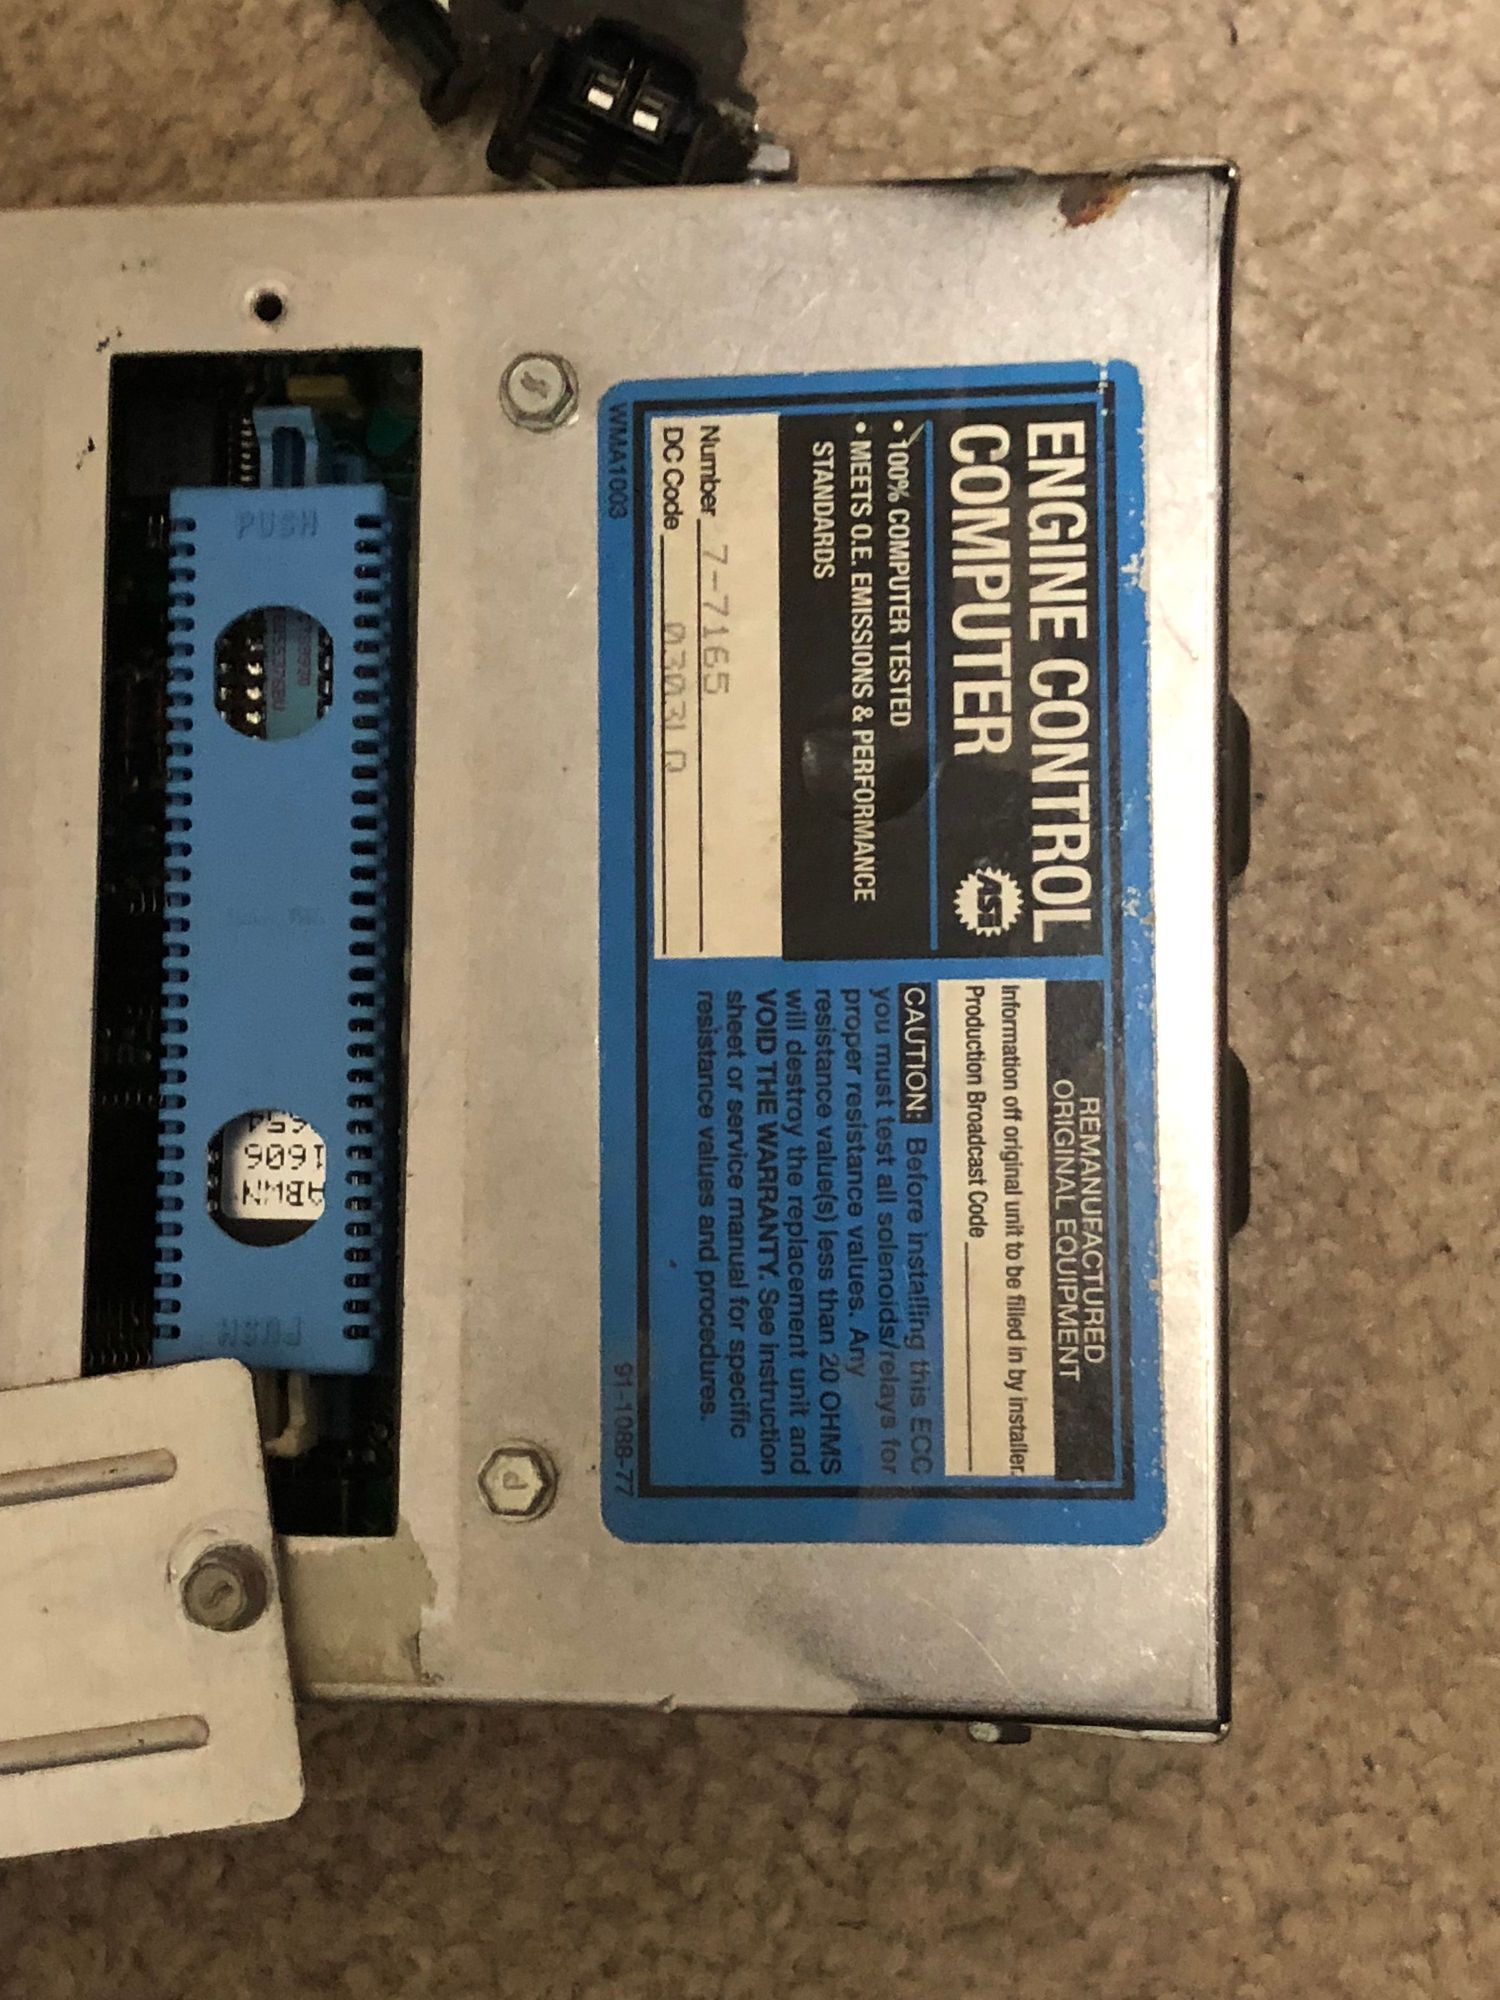 ENGINE CONTROL
COMPUTER
ASE
• 100% COMPUTER TESTED
• MEETS O.E. EMISSIONS & PERFORMANCE
STANDARDS
Number 7-7165
DC Code 0303LQ
WMA1003
REMANUFACTURED
ORIGINAL EQUIPMENT
Information off original unit to be filled in by installer.
Production Broadcast Code
CAUTION: Before installing this ECC
you must test all solenoids/relays for
proper resistance values. Any
resistance value(s) less than 20 OHMS
will destroy the replacement unit and
VOID THE WARRANTY. See instruction
sheet or service manual for specific
resistance values and procedures.
91-1088-77
PUSH
PUSH
ABWN
1606